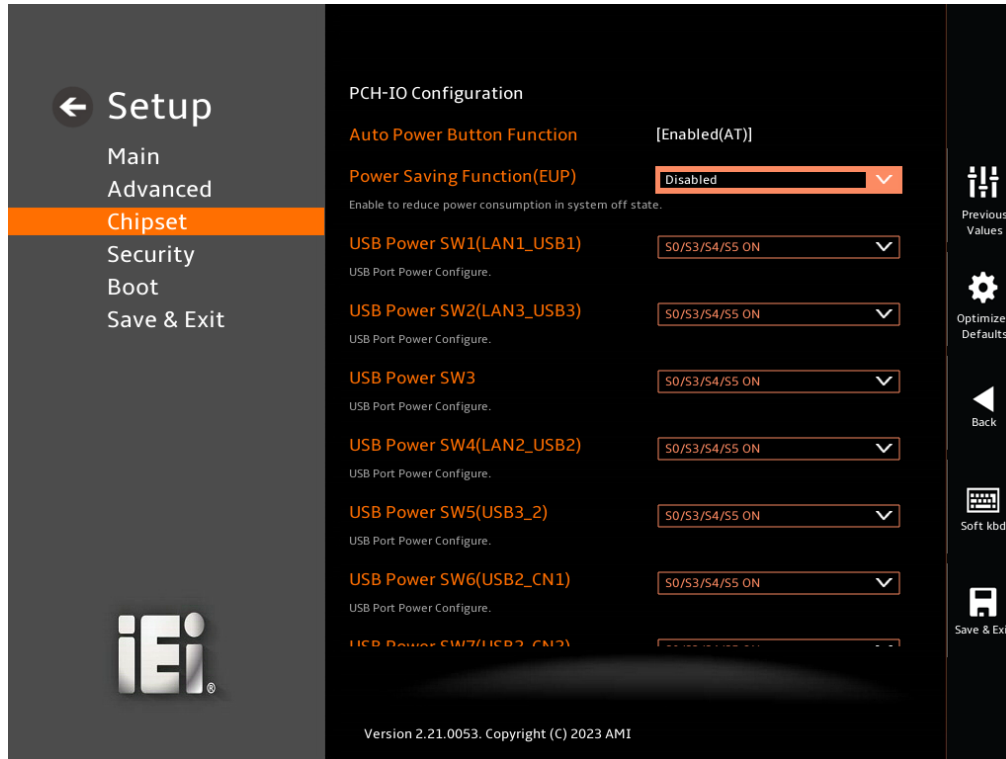 Setup
Main
Advanced
Chipset
Security
Boot
Save & Exit
iEi®
PCH-IO Configuration
Auto Power Button Function [Enabled(AT)]
Power Saving Function(EUP) Disabled
Enable to reduce power consumption in system off state.
USB Power SW1(LAN1_USB1) S0/S3/S4/S5 ON
USB Port Power Configure.
USB Power SW2(LAN3_USB3) S0/S3/S4/S5 ON
USB Port Power Configure.
USB Power SW3 S0/S3/S4/S5 ON
USB Port Power Configure.
USB Power SW4(LAN2_USB2) S0/S3/S4/S5 ON
USB Port Power Configure.
USB Power SW5(USB3_2) S0/S3/S4/S5 ON
USB Port Power Configure.
USB Power SW6(USB2_CN1) S0/S3/S4/S5 ON
USB Port Power Configure.
USB Power SW7(USB2_CN2)
Version 2.21.0053. Copyright (C) 2023 AMI
Previous
Values
Optimize
Defaults
Back
Soft kbd
Save & Exi